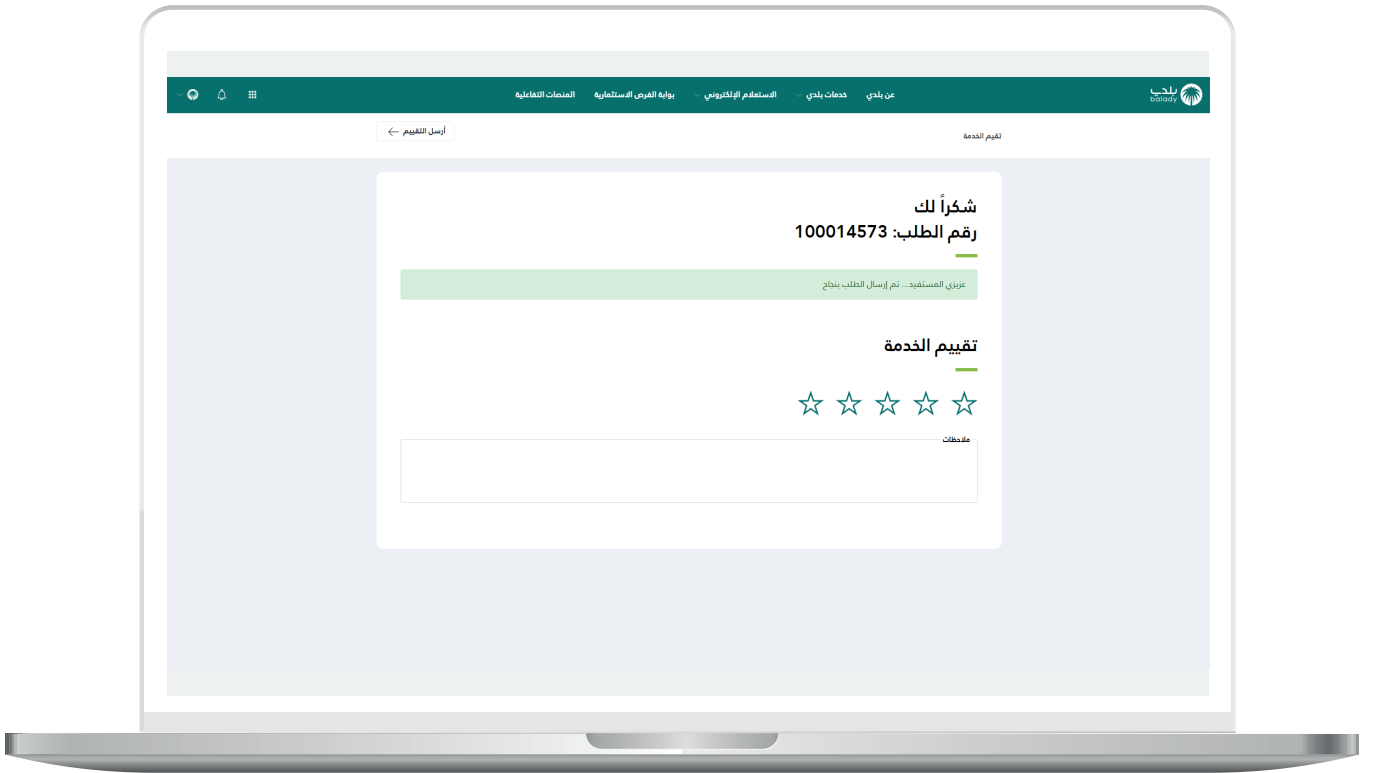 بلدي
balady
عن بلدي
خدمات بلدي
الاستعلام الإلكتروني
بوابة الفرص الاستثمارية
المنصات التفاعلية
تقيم الخدمة
أرسل التقييم
شكراً لك
رقم الطلب: 100014573
عزيزي المستفيد... تم إرسال الطلب بنجاح
تقييم الخدمة
ملاحظات